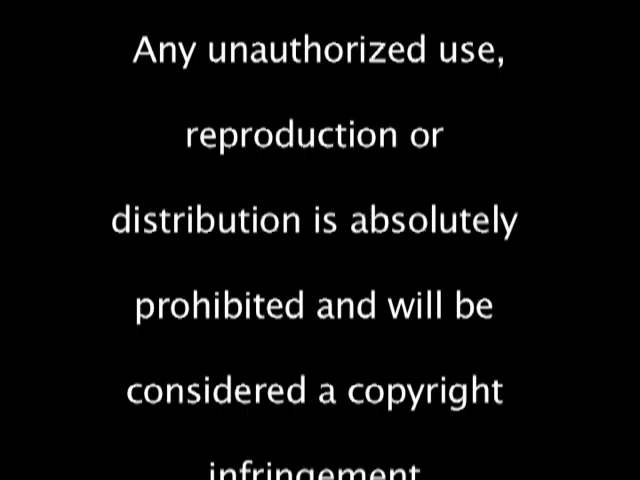 Any unauthorized use,
reproduction or
distribution is absolutely
prohibited and will be
considered a copyright
infringement